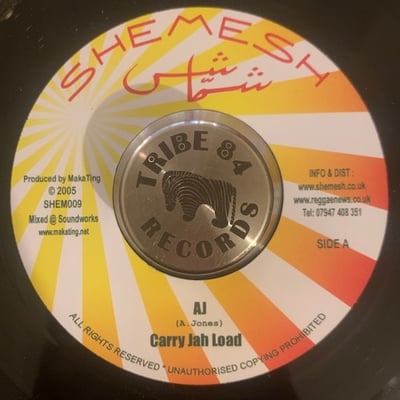 SHEMESH
شمش
TRIBE 84
RECORDS
Produced by MakaTing
© 2005
SHEM009
Mixed @ Soundworks
www.makating.net
INFO & DIST :
www.shemesh.co.uk
www.reggaenews.co.uk
Tel: 07947 408 351
SIDE A
AJ
(A.Jones)
Carry Jah Load
ALL RIGHTS RESERVED * UNAUTHORISED COPYING PROHIBITED